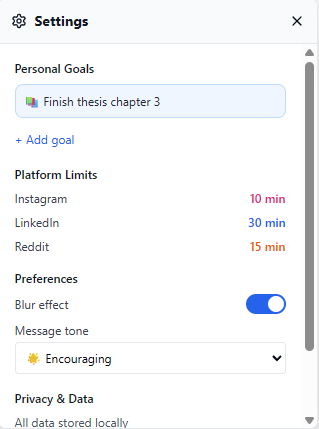 Settings
Personal Goals
Finish thesis chapter 3
+ Add goal
Platform Limits
Instagram 10 min
LinkedIn 30 min
Reddit 15 min
Preferences
Blur effect
Message tone
Encouraging
Privacy & Data
All data stored locally